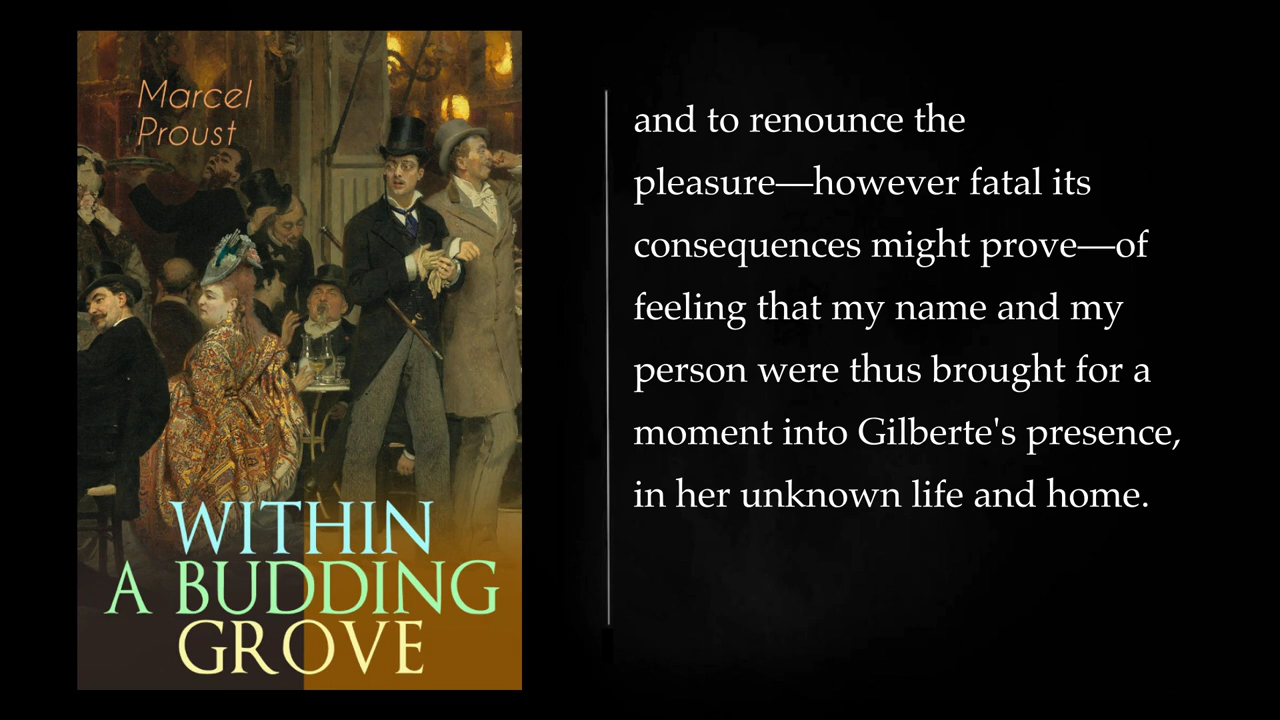 Marcel
Proust
WITHIN
A BUDDING
GROVE
and to renounce the
pleasure—however fatal its
consequences might prove—of
feeling that my name and my
person were thus brought for a
moment into Gilberte's presence,
in her unknown life and home.